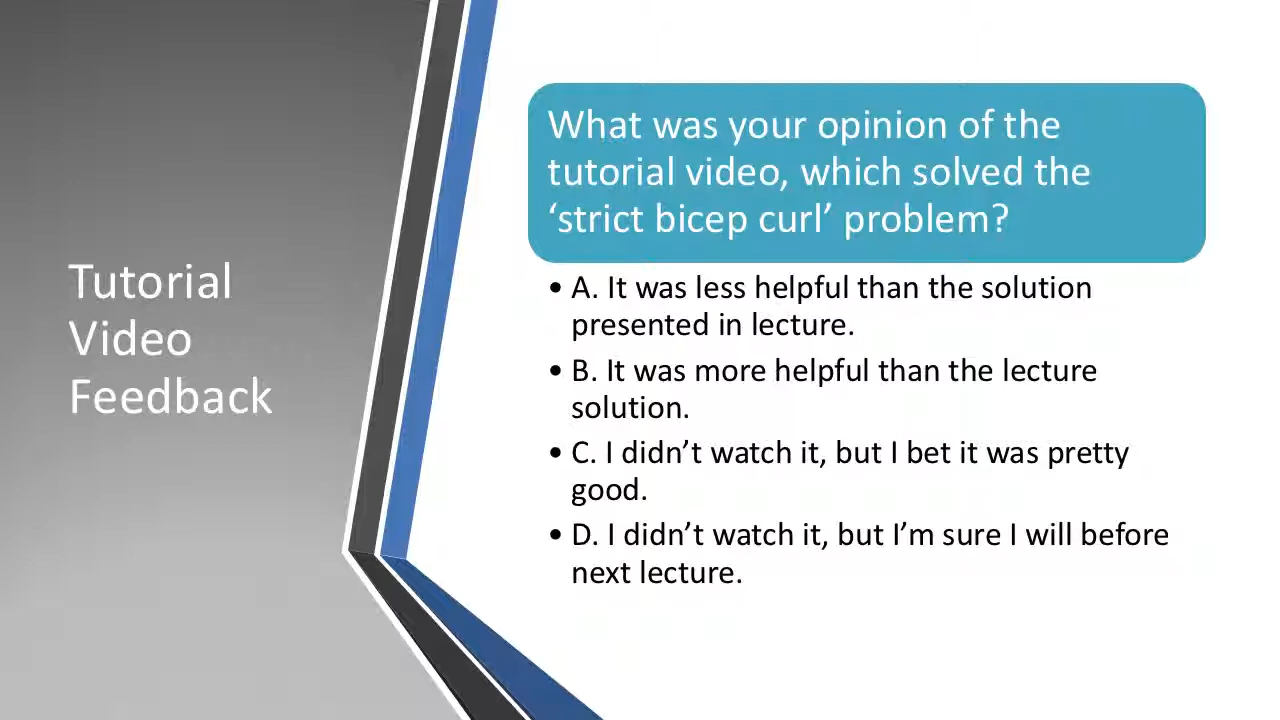 Tutorial
Video
Feedback
What was your opinion of the
tutorial video, which solved the
‘strict bicep curl’ problem?
• A. It was less helpful than the solution
presented in lecture.
• B. It was more helpful than the lecture
solution.
• C. I didn’t watch it, but I bet it was pretty
good.
• D. I didn’t watch it, but I’m sure I will before
next lecture.